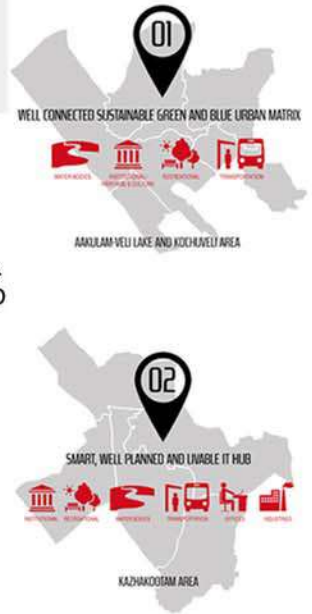 01
WELL CONNECTED SUSTAINABLE GREEN AND BLUE URBAN MATRIX
WATER BODIES RECREATIONAL TRANSPORTATION
AAKULAM-VELI LAKE AND KOCHUVELI AREA
02
SMART, WELL PLANNED AND LIVABLE IT HUB
INSTITUTIONAL RECREATIONAL WATER BODIES TRANSPORTATION OFFICES INDUSTRIES
KAZHAKOOTAM AREA